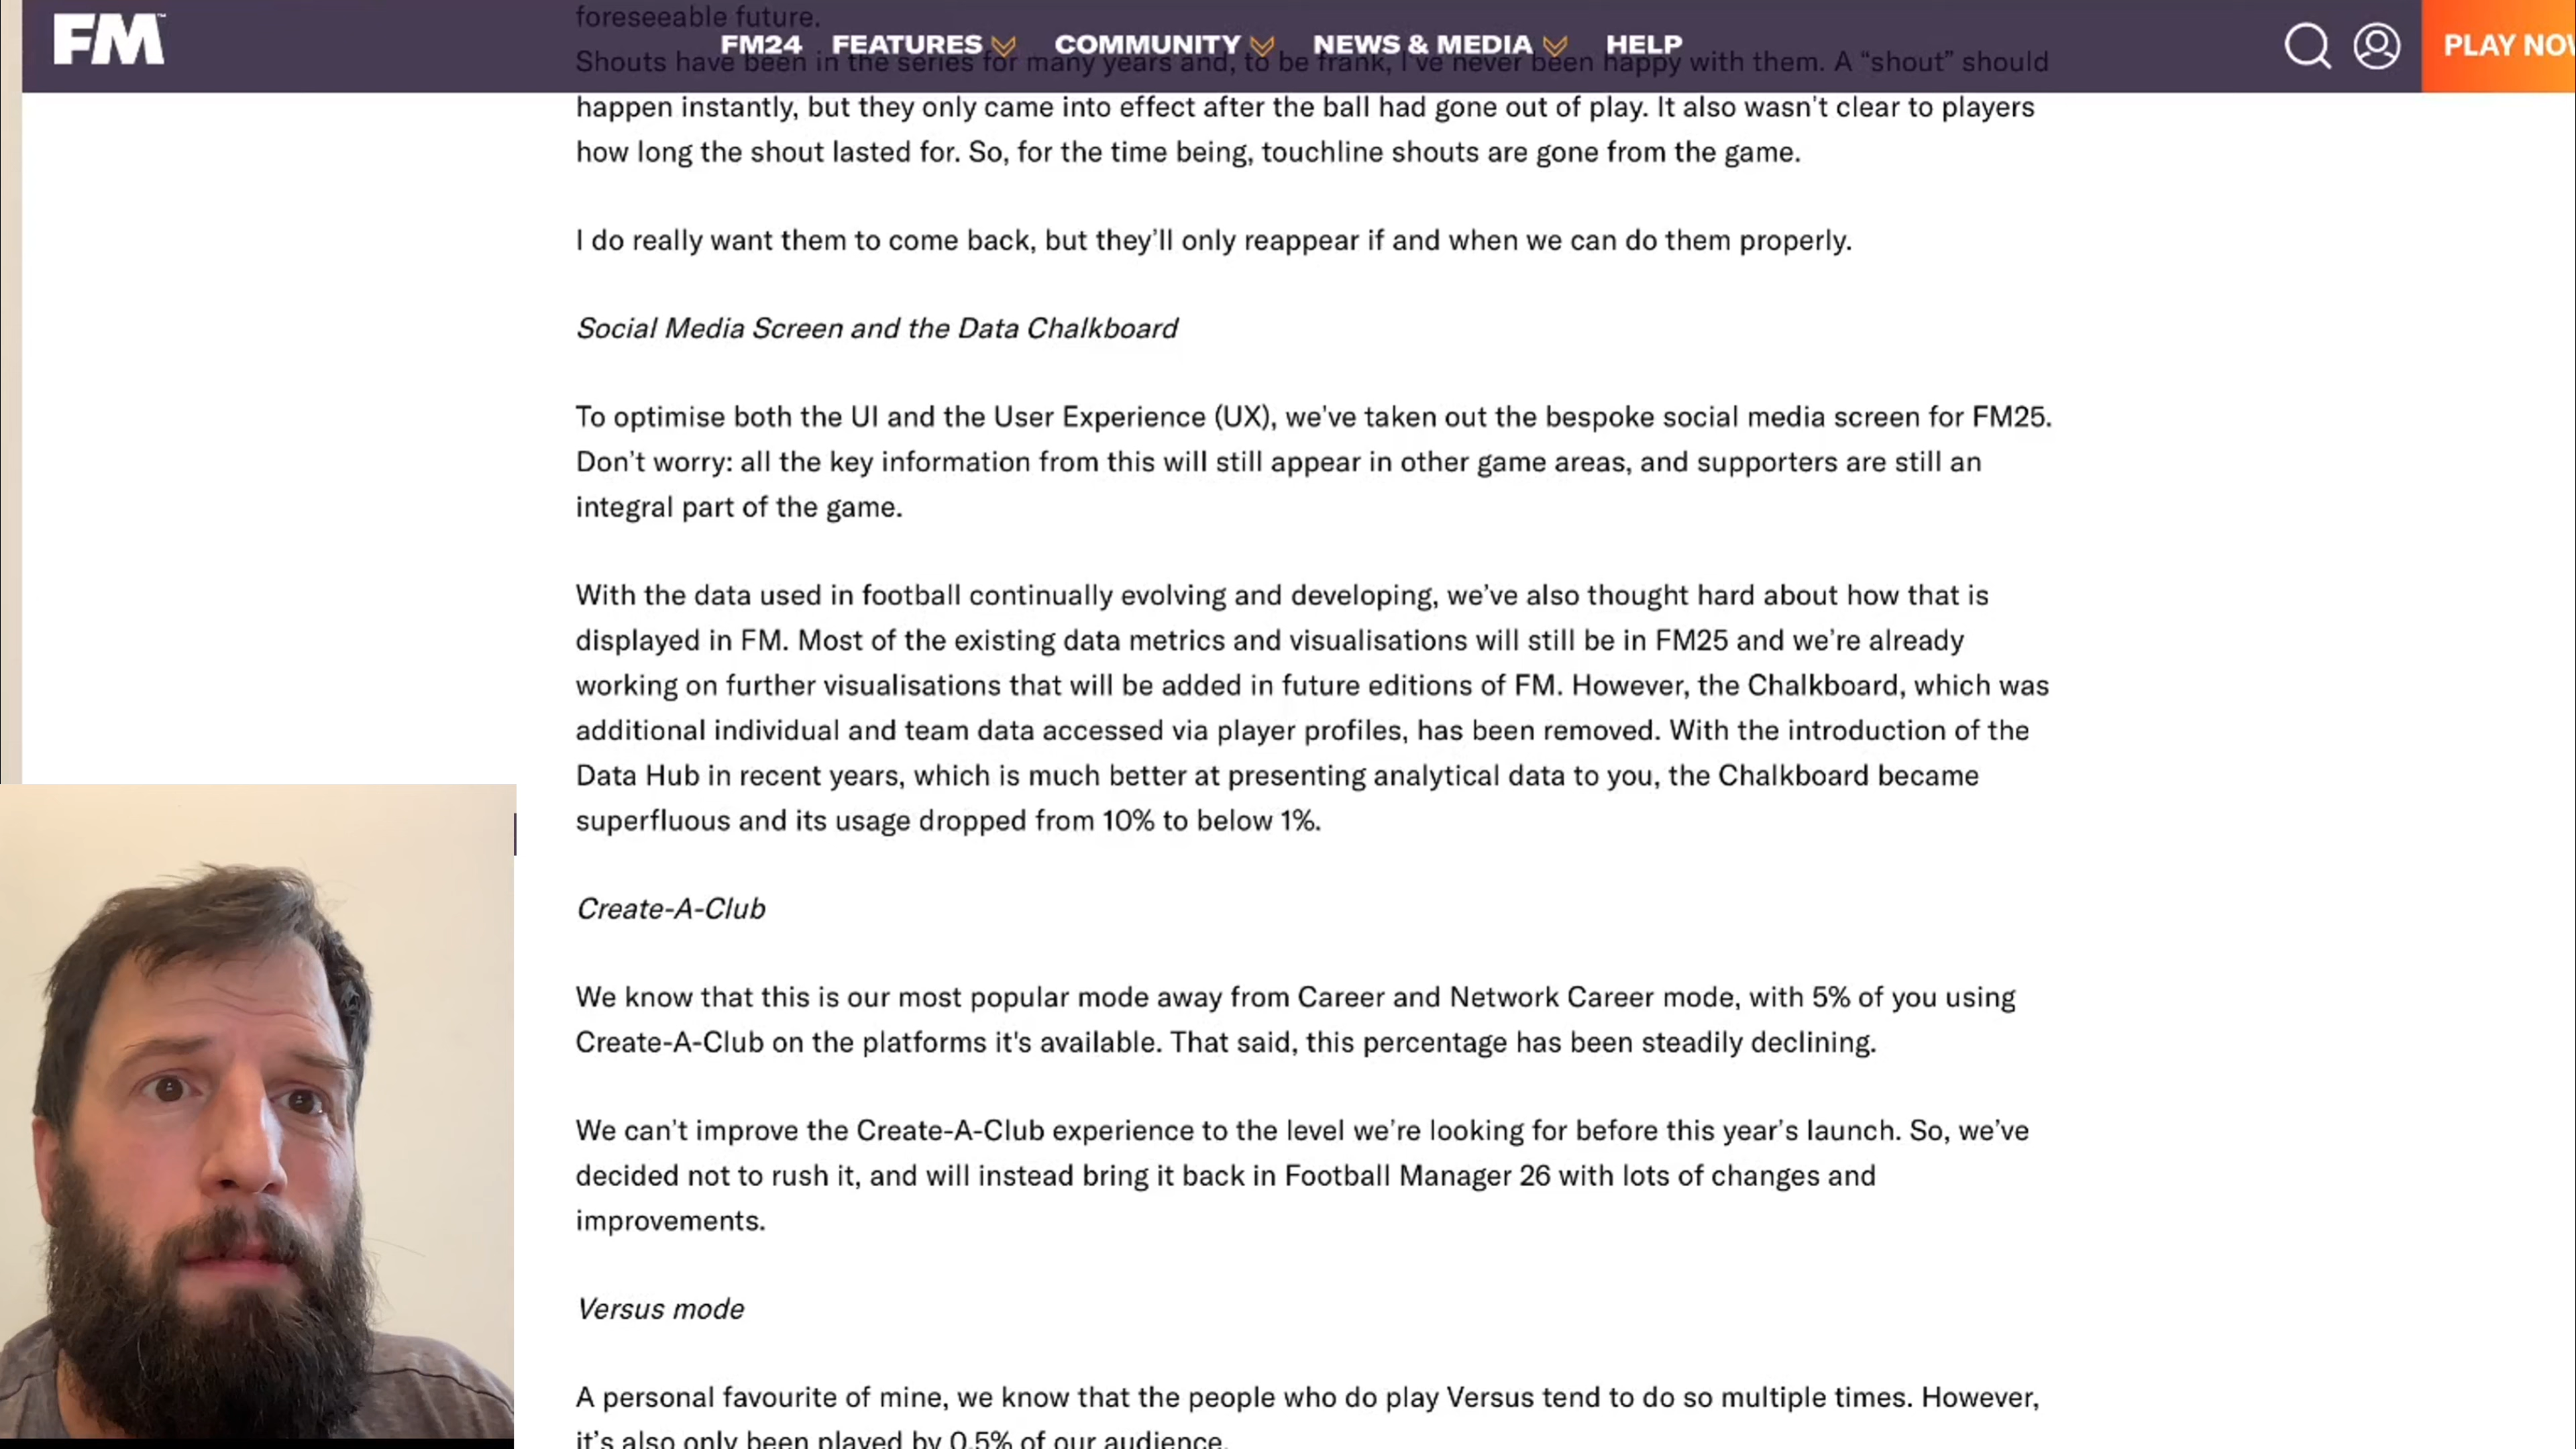 foreseeable future.
FM
FM24 FEATURES COMMUNITY NEWS & MEDIA HELP
PLAY NOW
Shouts have been in the series for many years and, to be frank, I've never been happy with them. A “shout” should
happen instantly, but they only came into effect after the ball had gone out of play. It also wasn't clear to players
how long the shout lasted for. So, for the time being, touchline shouts are gone from the game.
I do really want them to come back, but they’ll only reappear if and when we can do them properly.
Social Media Screen and the Data Chalkboard
To optimise both the UI and the User Experience (UX), we've taken out the bespoke social media screen for FM25.
Don’t worry: all the key information from this will still appear in other game areas, and supporters are still an
integral part of the game.
With the data used in football continually evolving and developing, we’ve also thought hard about how that is
displayed in FM. Most of the existing data metrics and visualisations will still be in FM25 and we’re already
working on further visualisations that will be added in future editions of FM. However, the Chalkboard, which was
additional individual and team data accessed via player profiles, has been removed. With the introduction of the
Data Hub in recent years, which is much better at presenting analytical data to you, the Chalkboard became
superfluous and its usage dropped from 10% to below 1%.
Create-A-Club
We know that this is our most popular mode away from Career and Network Career mode, with 5% of you using
Create-A-Club on the platforms it's available. That said, this percentage has been steadily declining.
We can’t improve the Create-A-Club experience to the level we’re looking for before this year’s launch. So, we’ve
decided not to rush it, and will instead bring it back in Football Manager 26 with lots of changes and
improvements.
Versus mode
A personal favourite of mine, we know that the people who do play Versus tend to do so multiple times. However,
it’s also only been played by 0.5% of our audience.